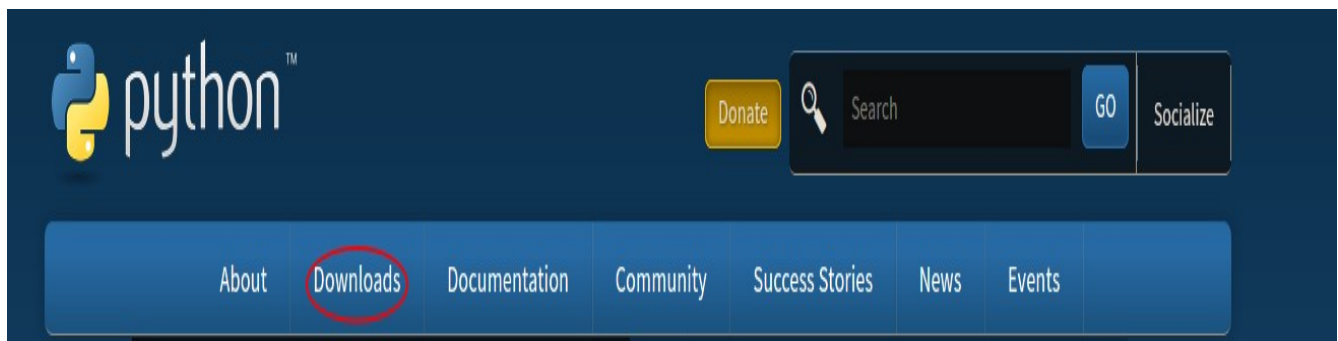 python™
Donate Search GO Socialize
About Downloads Documentation Community Success Stories News Events